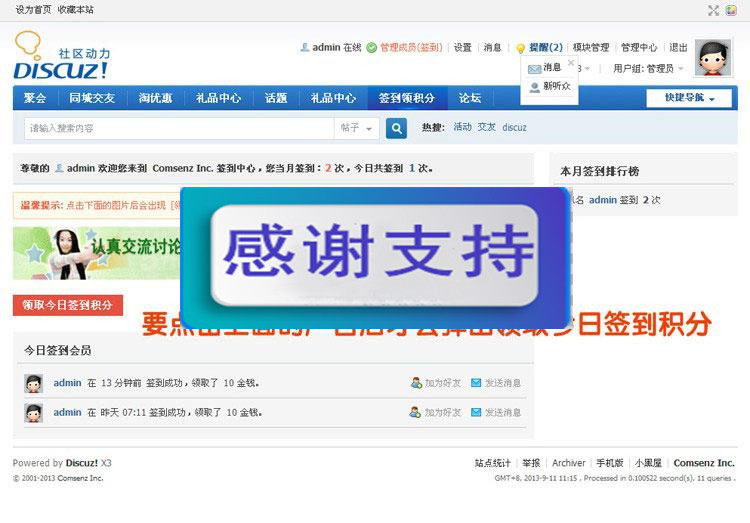 设为首页 收藏本站
社区动力
DISCUZ!
admin 在线 管理成员(签到) 设置 消息 提醒(2) 模块管理 管理中心 退出
用户组: 管理员
消息
新听众
聚会 同城交友 淘优惠 礼品中心 话题 礼品中心 签到领积分 论坛 快捷导航
请输入搜索内容 帖子 热搜: 活动 交友 discuz
尊敬的 admin 欢迎您来到 Comsenz Inc. 签到中心，您当月签到：2 次，今日共签到 1 次。
本月签到排行榜
名 admin 签到 2 次
温馨提示: 点击下面的图片后会出现
认真交流讨论
感谢支持
领取今日签到积分
要点击上面的广告后才会弹出领取今日签到积分
今日签到会员
admin 在 13 分钟前 签到成功，领取了 10 金钱。 加为好友 发送消息
admin 在 昨天 07:11 签到成功，领取了 10 金钱。 加为好友 发送消息
Powered by Discuz! X3
站点统计 | 举报 | Archiver | 手机版 | 小黑屋 | Comsenz Inc.
© 2001-2013 Comsenz Inc.
GMT+8, 2013-9-11 11:15 , Processed in 0.100522 second(s), 11 queries .